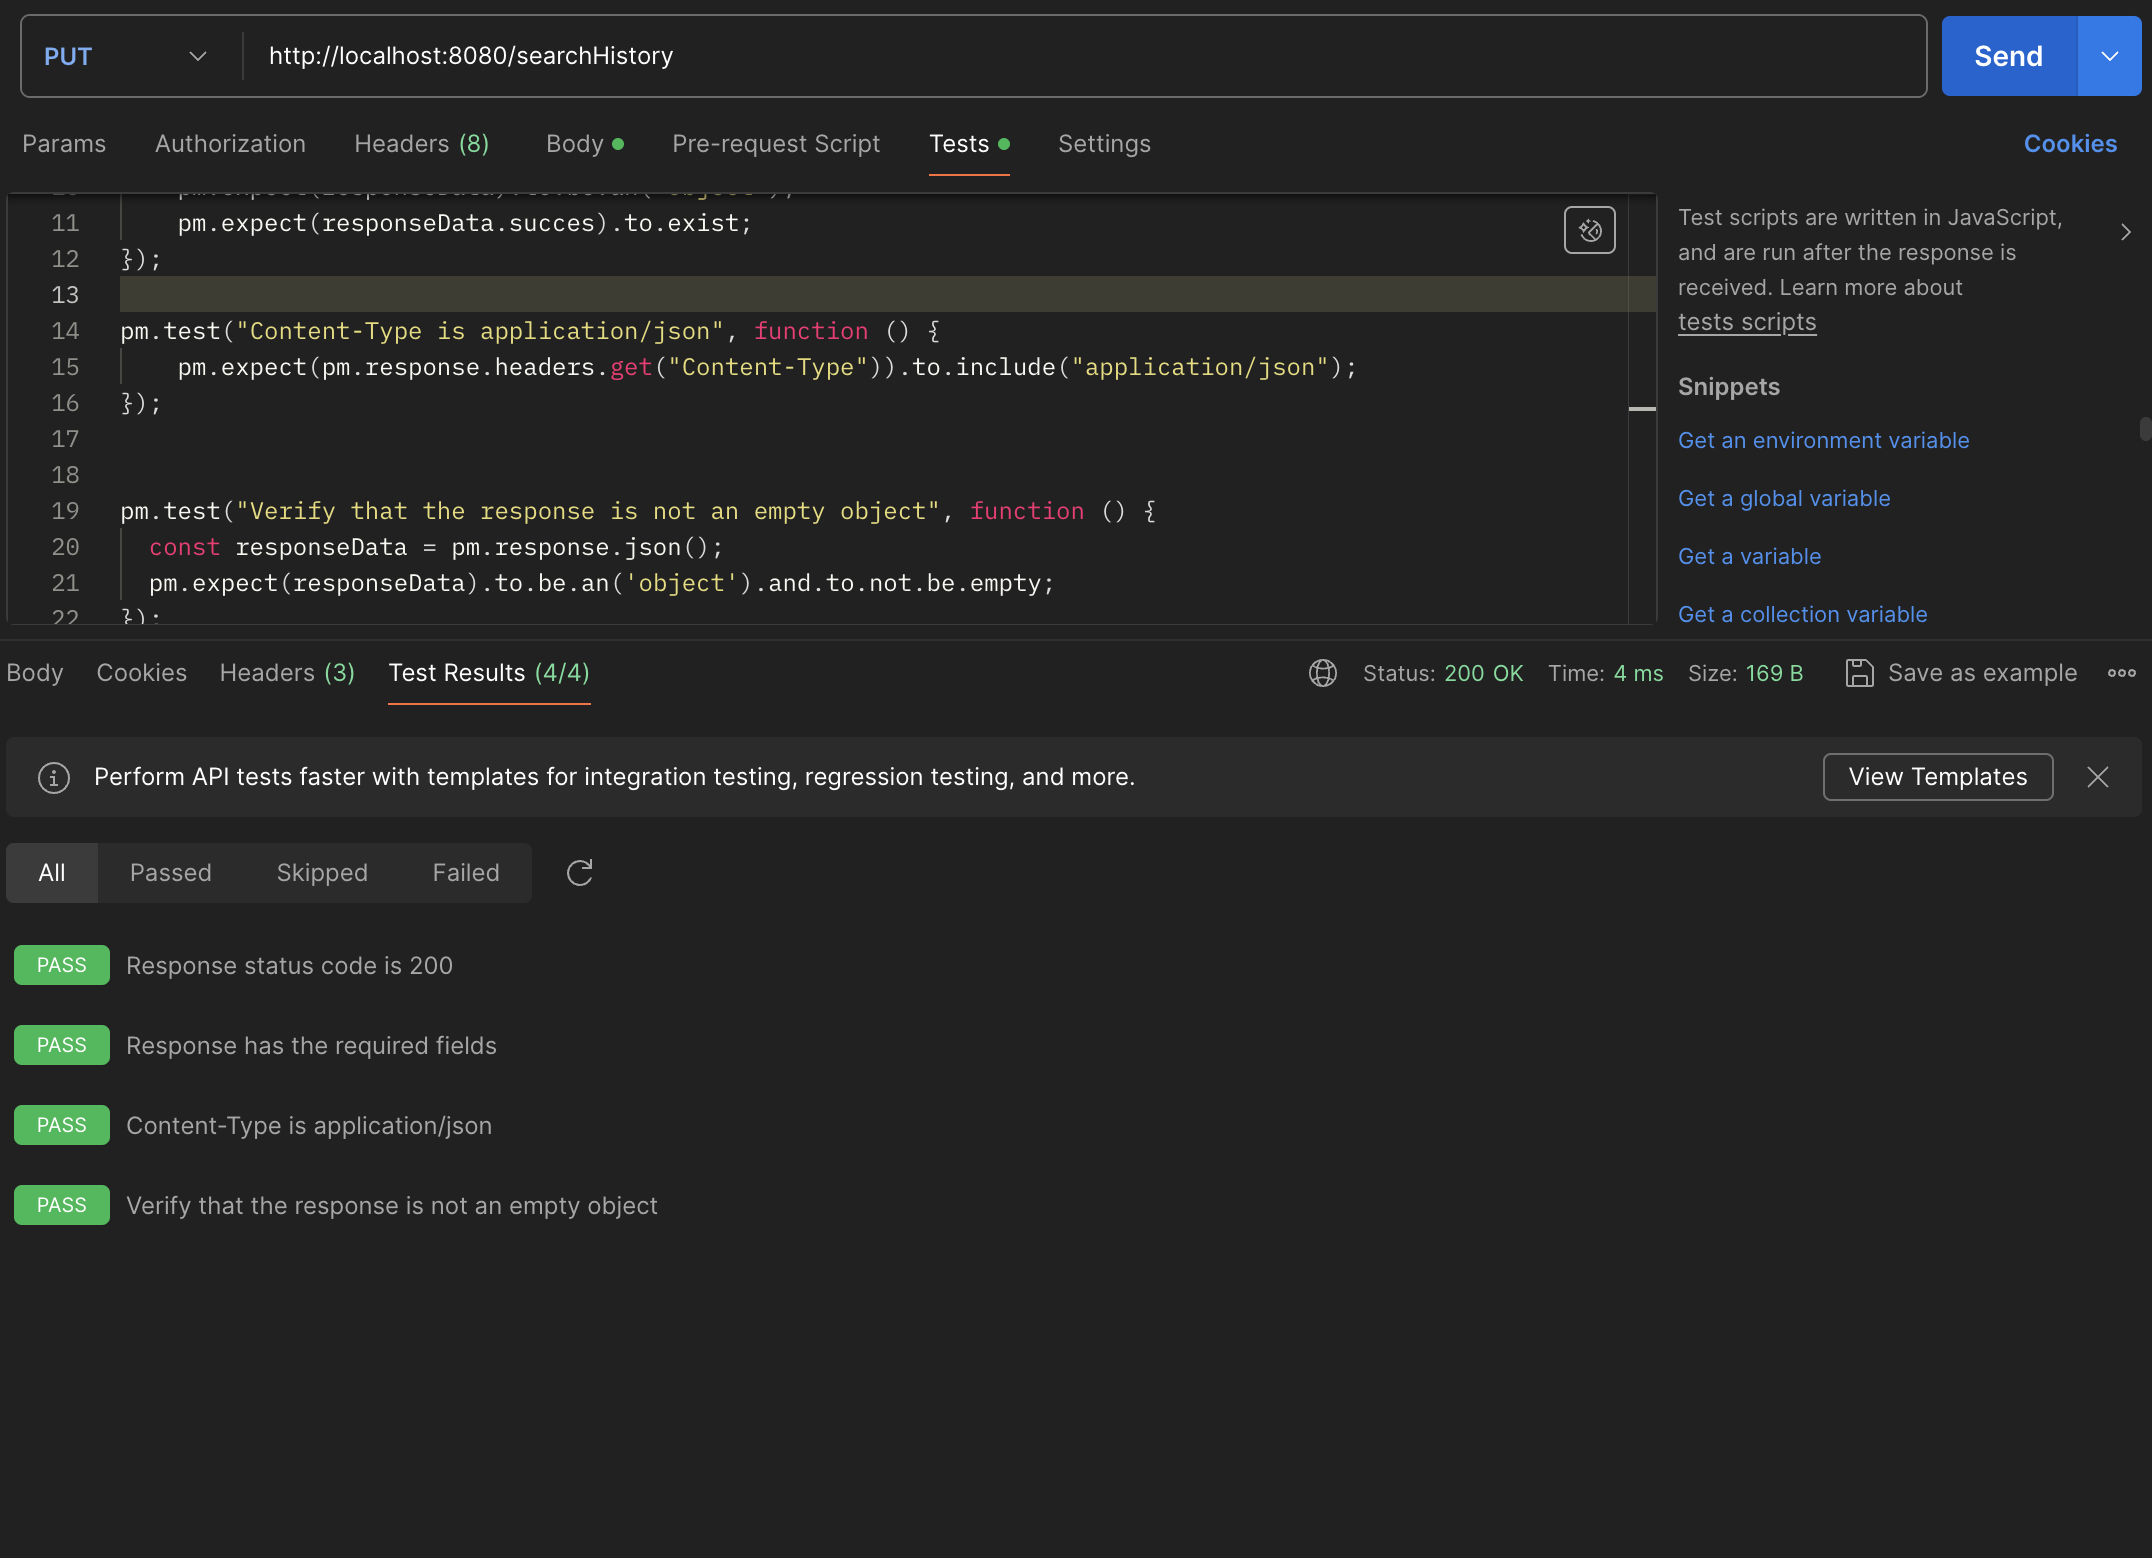 PUT http://localhost:8080/searchHistory Send
Params Authorization Headers (8) Body Pre-request Script Tests Settings Cookies
11 pm.expect(responseData.succes).to.exist;
12 });
13
14 pm.test("Content-Type is application/json", function () {
15 pm.expect(pm.response.headers.get("Content-Type")).to.include("application/json");
16 });
17
18
19 pm.test("Verify that the response is not an empty object", function () {
20 const responseData = pm.response.json();
21 pm.expect(responseData).to.be.an('object').and.to.not.be.empty;
22 });
Test scripts are written in JavaScript,
and are run after the response is
received. Learn more about
tests scripts
Snippets
Get an environment variable
Get a global variable
Get a variable
Get a collection variable
Body Cookies Headers (3) Test Results (4/4) Status: 200 OK Time: 4 ms Size: 169 B Save as example
Perform API tests faster with templates for integration testing, regression testing, and more. View Templates
All Passed Skipped Failed
PASS Response status code is 200
PASS Response has the required fields
PASS Content-Type is application/json
PASS Verify that the response is not an empty object